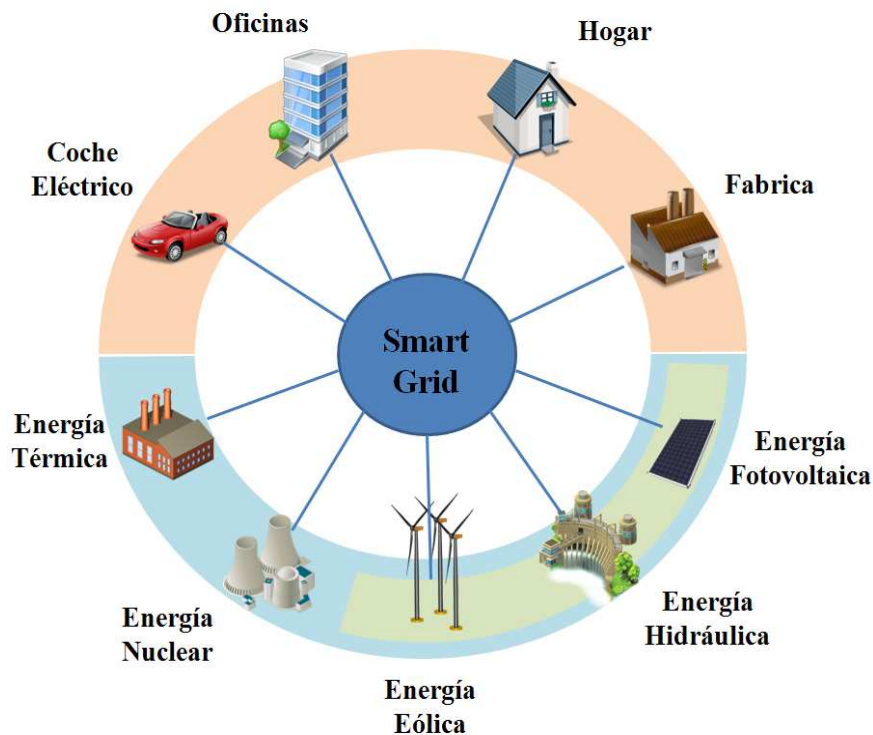 Oficinas
Hogar
Coche
Eléctrico
Fabrica
Smart
Grid
Energía
Térmica
Energía
Fotovoltaica
Energía
Nuclear
Energía
Hidráulica
Energía
Eólica